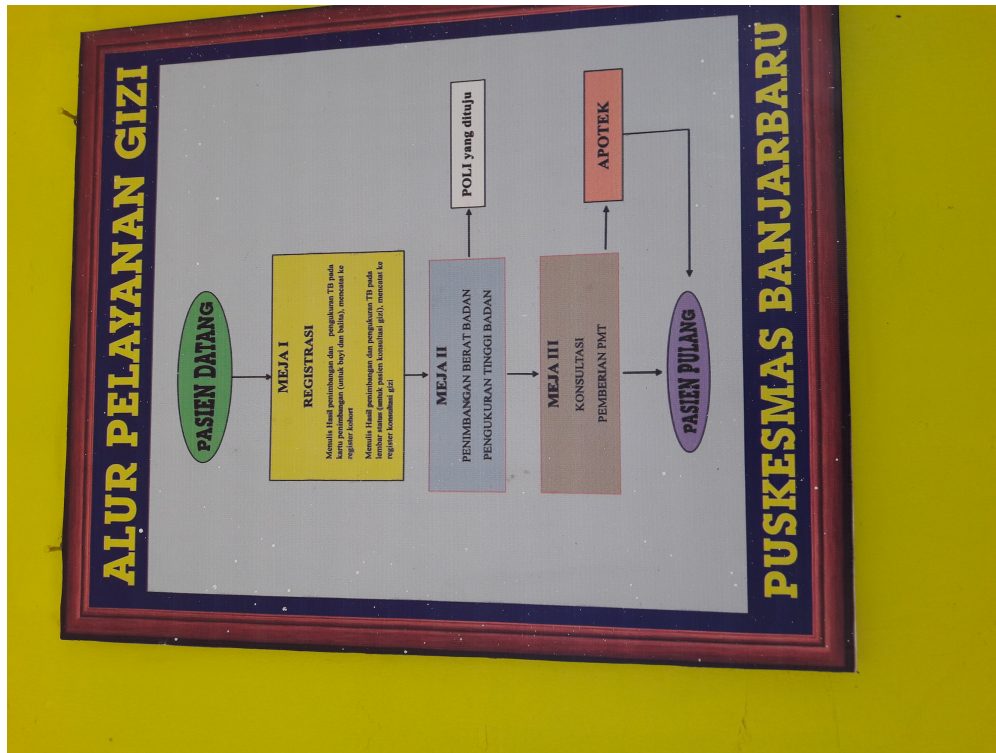 ALUR PELAYANAN GIZI
PASIEN DATANG
MEJA I
REGISTRASI
Menulis Hasil penimbangan dan pengukuran TB pada
kartu penimbangan (untuk bayi dan balita), mencatat ke
register kohort
Menulis Hasil penimbangan dan pengukuran TB pada
lembar status (untuk pasien konsultasi gizi), mencatat ke
register konsultasi gizi
MEJA II
PENIMBANGAN BERAT BADAN
PENGUKURAN TINGGI BADAN
POLI yang dituju
MEJA III
KONSULTASI
PEMBERIAN PMT
APOTEK
PASIEN PULANG
PUSKESMAS BANJARBARU